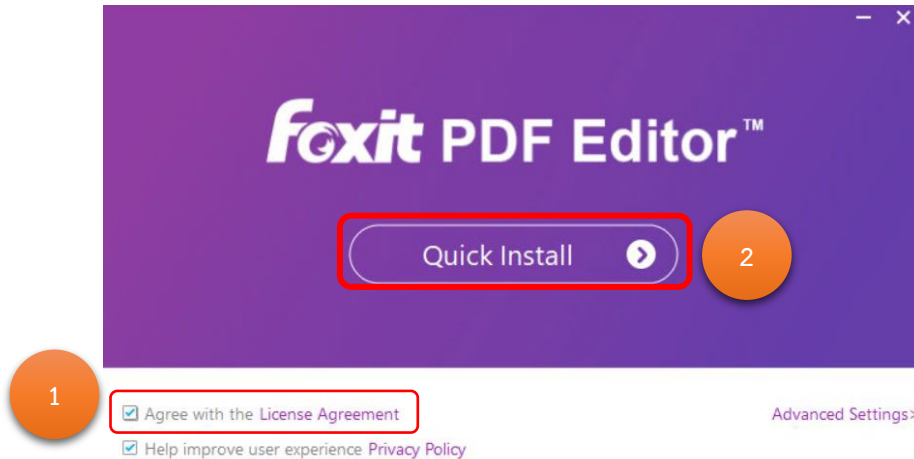 Foxit PDF Editor™
Quick Install
2
1
Agree with the License Agreement
Advanced Settings>
Help improve user experience Privacy Policy